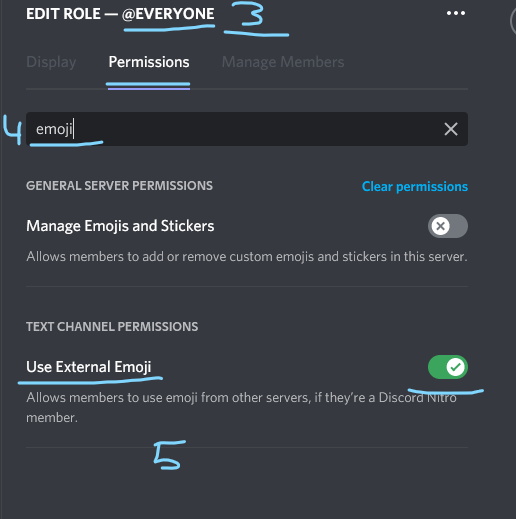 EDIT ROLE — @EVERYONE 3
Display Permissions Manage Members
4 emoji
GENERAL SERVER PERMISSIONS Clear permissions
Manage Emojis and Stickers
Allows members to add or remove custom emojis and stickers in this server.
TEXT CHANNEL PERMISSIONS
Use External Emoji
Allows members to use emoji from other servers, if they're a Discord Nitro
member.
5